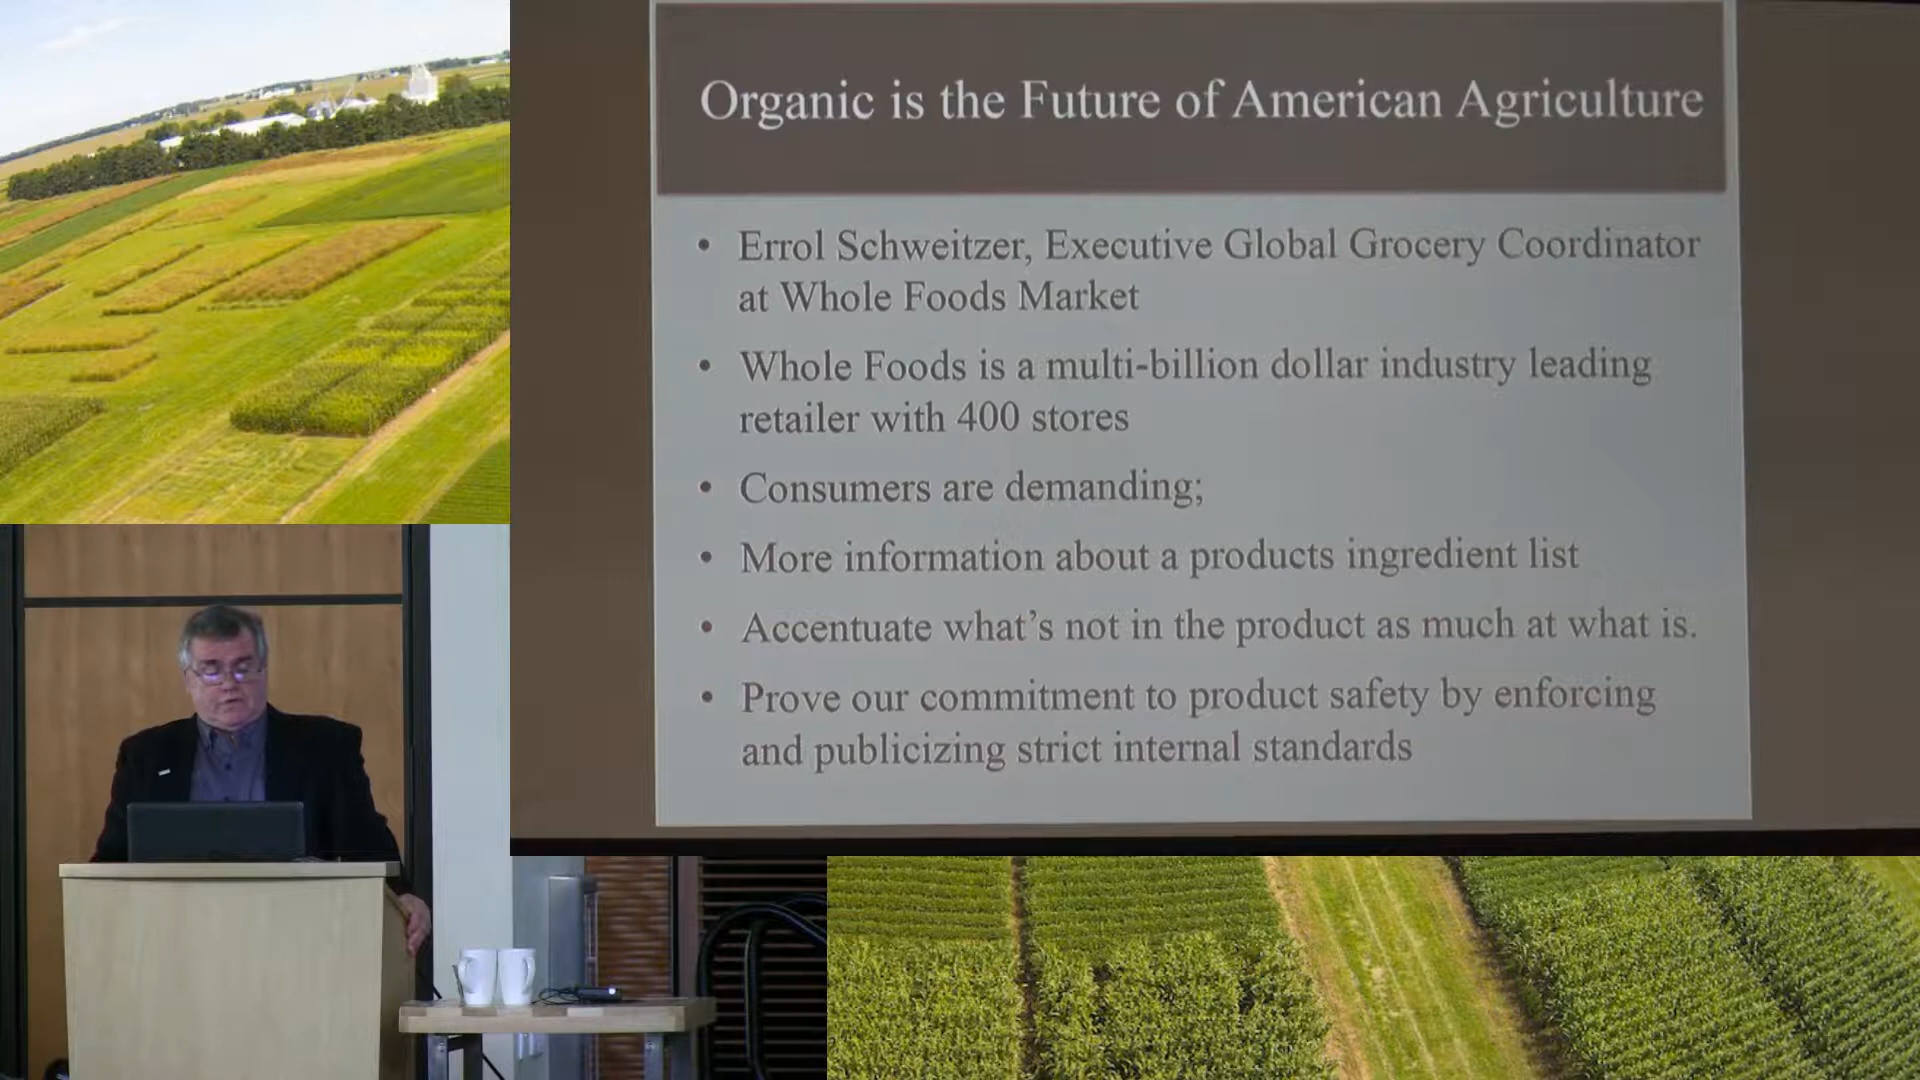 Organic is the Future of American Agriculture
• Errol Schweitzer, Executive Global Grocery Coordinator
at Whole Foods Market
• Whole Foods is a multi-billion dollar industry leading
retailer with 400 stores
• Consumers are demanding;
• More information about a products ingredient list
• Accentuate what's not in the product as much at what is.
• Prove our commitment to product safety by enforcing
and publicizing strict internal standards